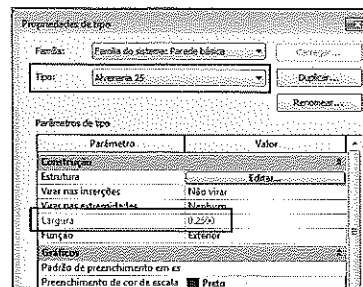 Propriedades de tipo
Família: Família do sistema: Parede básica Carregar...
Tipo: Alvenaria 25 Duplicar...
Renomear...
Parâmetros de tipo
Parâmetro Valor
Construção
Estrutura Editar...
Virar nas inserções Não virar
Virar nas extremidades Nenhum
Largura 0.2500
Função Exterior
Gráficos
Padrão de preenchimento em es
Preenchimento de cor de escala Preto